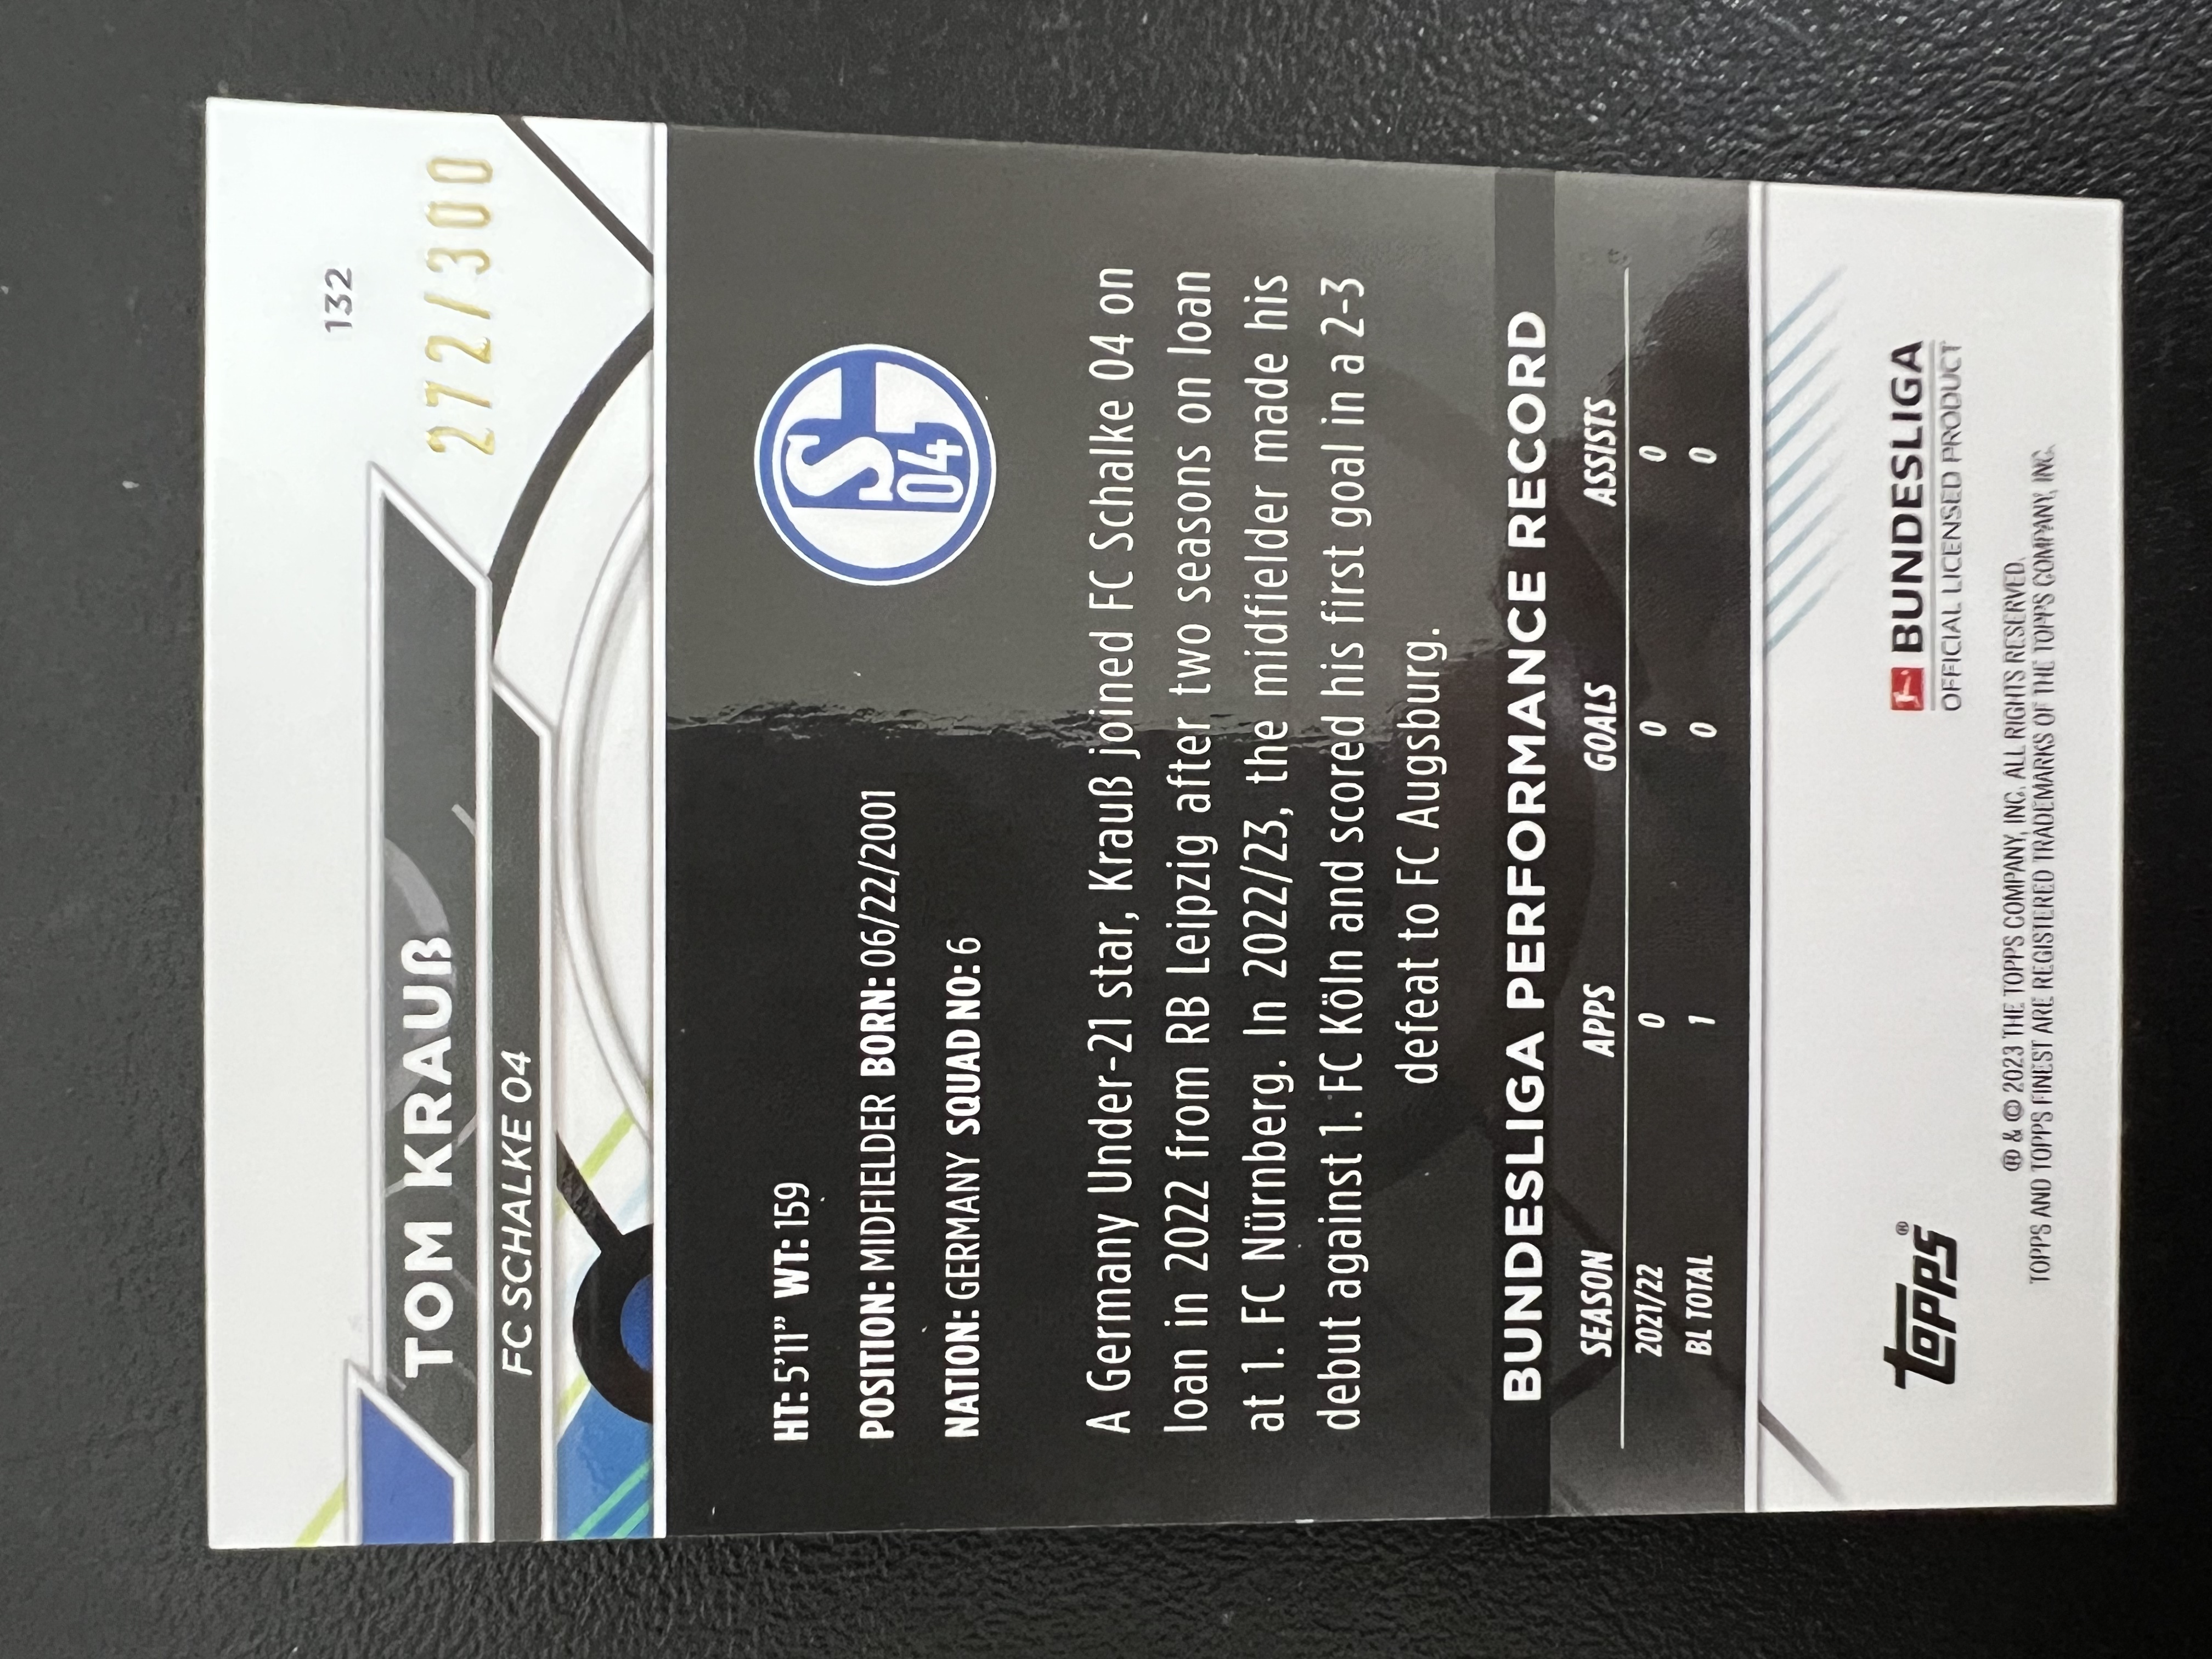 132
272/300
TOM KRAUß
FC SCHALKE 04
S
04
HT: 5'11” WT: 159
POSITION: MIDFIELDER BORN: 06/22/2001
NATION: GERMANY SQUAD NO: 6
A Germany Under-21 star, Krauß joined FC Schalke 04 on
loan in 2022 from RB Leipzig after two seasons on loan
at 1. FC Nürnberg. In 2022/23, the midfielder made his
debut against 1. FC Köln and scored his first goal in a 2-3
defeat to FC Augsburg.
BUNDESLIGA PERFORMANCE RECORD
SEASON APPS GOALS ASSISTS
2021/22 0 0 0
BL TOTAL 1 0 0
topps®
BUNDESLIGA
OFFICIAL LICENSED PRODUCT
® & © 2023 THE TOPPS COMPANY, INC. ALL RIGHTS RESERVED.
TOPPS AND TOPPS FINEST ARE REGISTERED TRADEMARKS OF THE TOPPS COMPANY, INC.